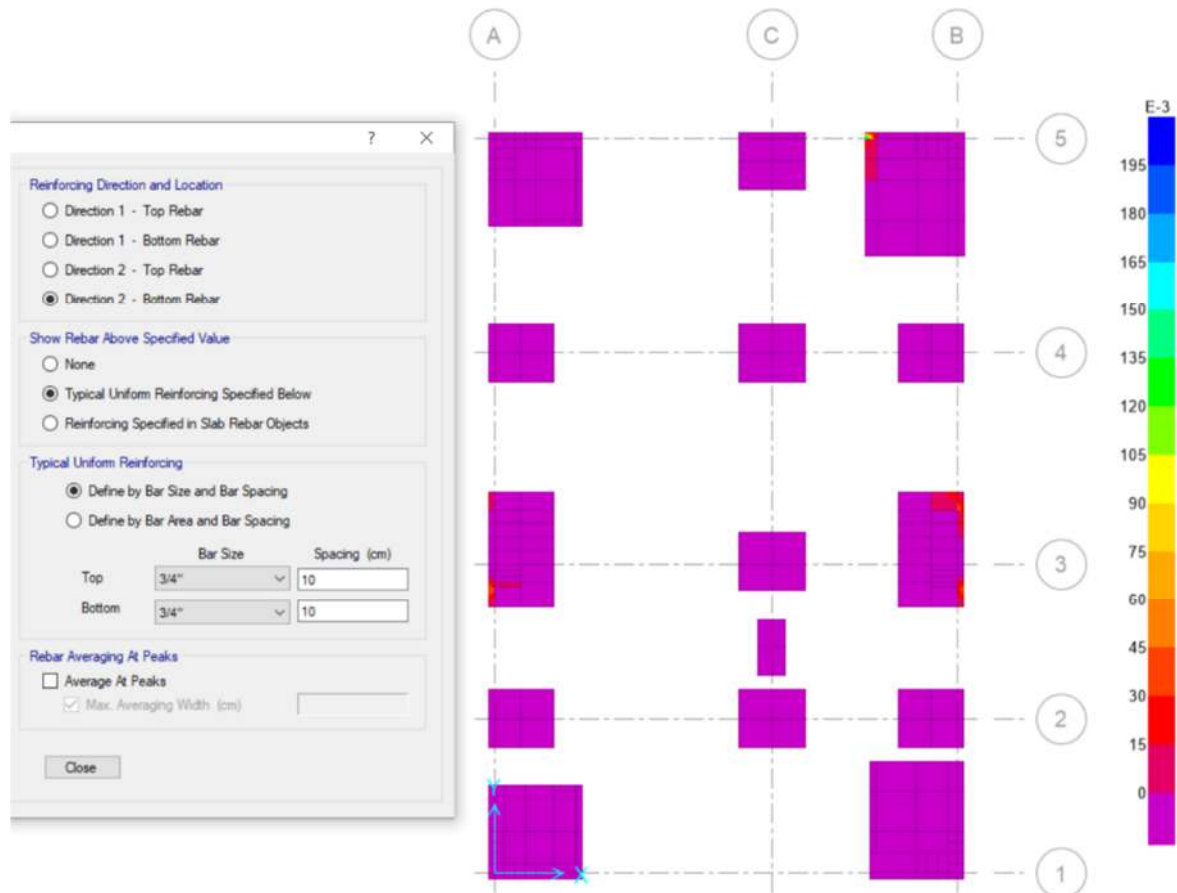 A
C
B
? ×
Reinforcing Direction and Location
Direction 1 - Top Rebar
Direction 1 - Bottom Rebar
Direction 2 - Top Rebar
Direction 2 - Bottom Rebar
Show Rebar Above Specified Value
None
Typical Uniform Reinforcing Specified Below
Reinforcing Specified in Slab Rebar Objects
Typical Uniform Reinforcing
Define by Bar Size and Bar Spacing
Define by Bar Area and Bar Spacing
Bar Size Spacing (cm)
Top 3/4" 10
Bottom 3/4" 10
Rebar Averaging At Peaks
Average At Peaks
Max. Averaging Width (cm)
Close
Y
X
5
4
3
2
1
E-3
195
180
165
150
135
120
105
90
75
60
45
30
15
0